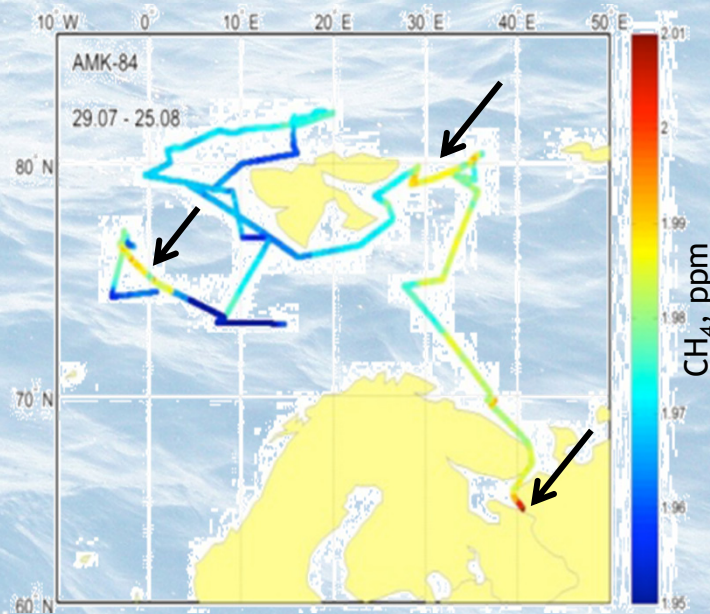 10° W 0° 10° E 20° E 30° E 40° E 50° E
AMK-84
29.07 - 25.08
80° N
70° N
60° N
2.01
2
1.99
1.98
1.97
1.96
1.95
CH₄, ppm